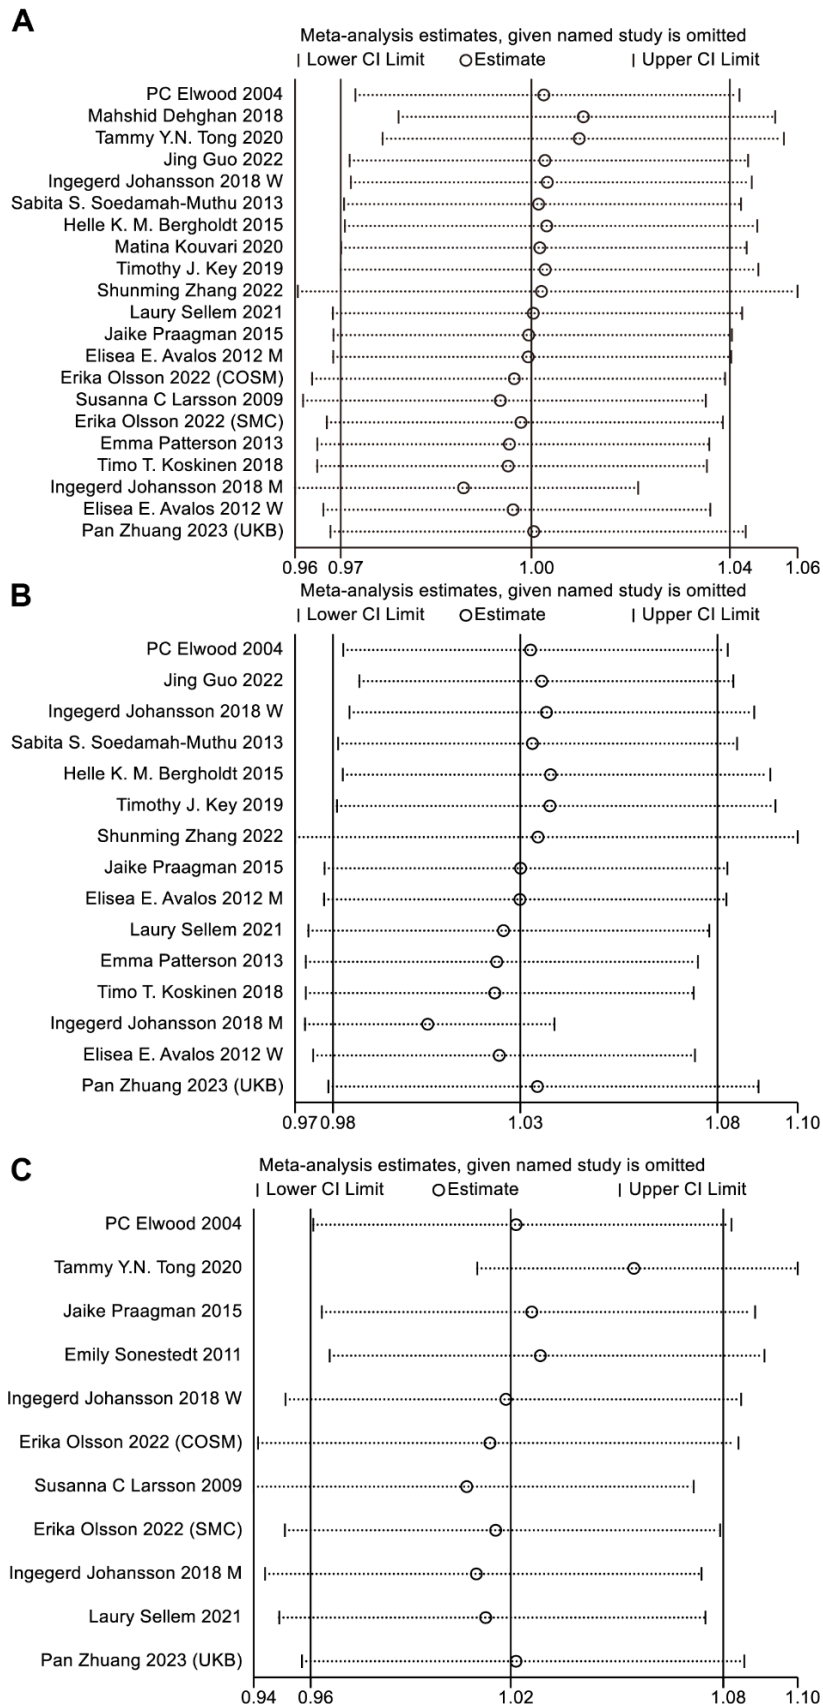 A
Meta-analysis estimates, given named study is omitted
| Lower CI Limit ○Estimate | Upper CI Limit
PC Elwood 2004
Mahshid Dehghan 2018
Tammy Y.N. Tong 2020
Jing Guo 2022
Ingegerd Johansson 2018 W
Sabita S. Soedamah-Muthu 2013
Helle K. M. Bergholdt 2015
Matina Kouvari 2020
Timothy J. Key 2019
Shunming Zhang 2022
Laury Sellem 2021
Jaike Praagman 2015
Elisea E. Avalos 2012 M
Erika Olsson 2022 (COSM)
Susanna C Larsson 2009
Erika Olsson 2022 (SMC)
Emma Patterson 2013
Timo T. Koskinen 2018
Ingegerd Johansson 2018 M
Elisea E. Avalos 2012 W
Pan Zhuang 2023 (UKB)
0.96 0.97 1.00 1.04 1.06
B
Meta-analysis estimates, given named study is omitted
| Lower CI Limit ○Estimate | Upper CI Limit
PC Elwood 2004
Jing Guo 2022
Ingegerd Johansson 2018 W
Sabita S. Soedamah-Muthu 2013
Helle K. M. Bergholdt 2015
Timothy J. Key 2019
Shunming Zhang 2022
Jaike Praagman 2015
Elisea E. Avalos 2012 M
Laury Sellem 2021
Emma Patterson 2013
Timo T. Koskinen 2018
Ingegerd Johansson 2018 M
Elisea E. Avalos 2012 W
Pan Zhuang 2023 (UKB)
0.97 0.98 1.03 1.08 1.10
C
Meta-analysis estimates, given named study is omitted
| Lower CI Limit ○Estimate | Upper CI Limit
PC Elwood 2004
Tammy Y.N. Tong 2020
Jaike Praagman 2015
Emily Sonestedt 2011
Ingegerd Johansson 2018 W
Erika Olsson 2022 (COSM)
Susanna C Larsson 2009
Erika Olsson 2022 (SMC)
Ingegerd Johansson 2018 M
Laury Sellem 2021
Pan Zhuang 2023 (UKB)
0.94 0.96 1.02 1.08 1.10